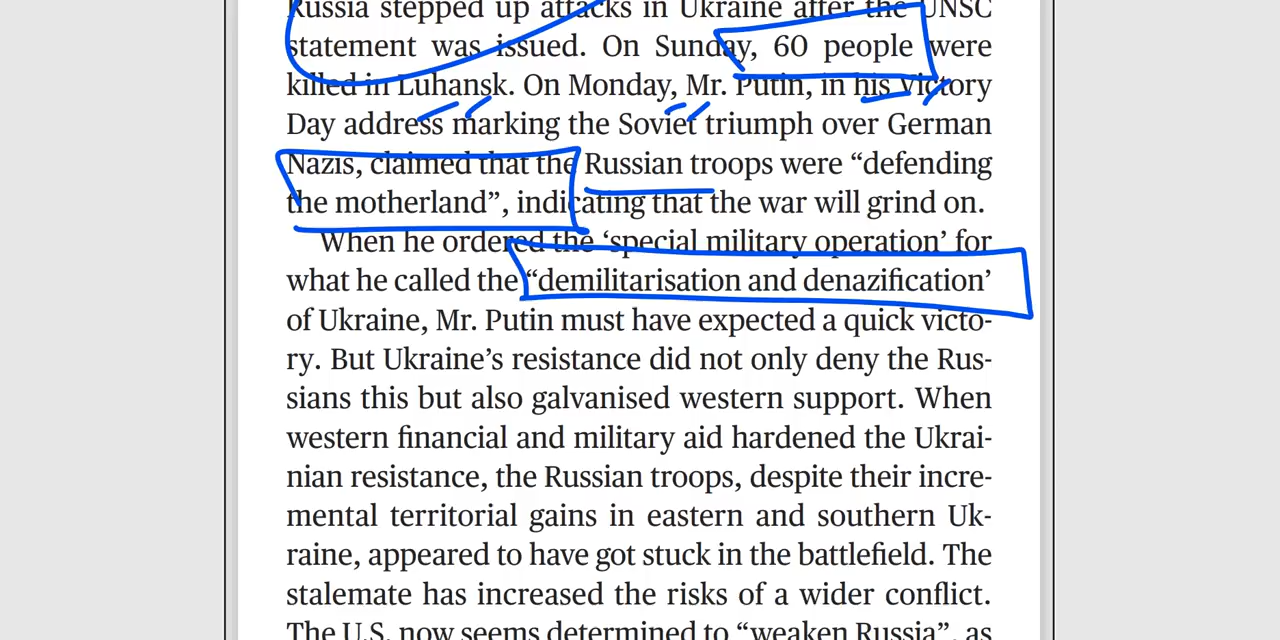 Russia stepped up attacks in Ukraine after the UNSC
statement was issued. On Sunday, 60 people were
killed in Luhansk. On Monday, Mr. Putin, in his Victory
Day address marking the Soviet triumph over German
Nazis, claimed that the Russian troops were “defending
the motherland”, indicating that the war will grind on.
When he ordered the ‘special military operation’ for
what he called the “demilitarisation and denazification’
of Ukraine, Mr. Putin must have expected a quick victo-
ry. But Ukraine’s resistance did not only deny the Rus-
sians this but also galvanised western support. When
western financial and military aid hardened the Ukrai-
nian resistance, the Russian troops, despite their incre-
mental territorial gains in eastern and southern Uk-
raine, appeared to have got stuck in the battlefield. The
stalemate has increased the risks of a wider conflict.
The U.S. now seems determined to “weaken Russia”, as